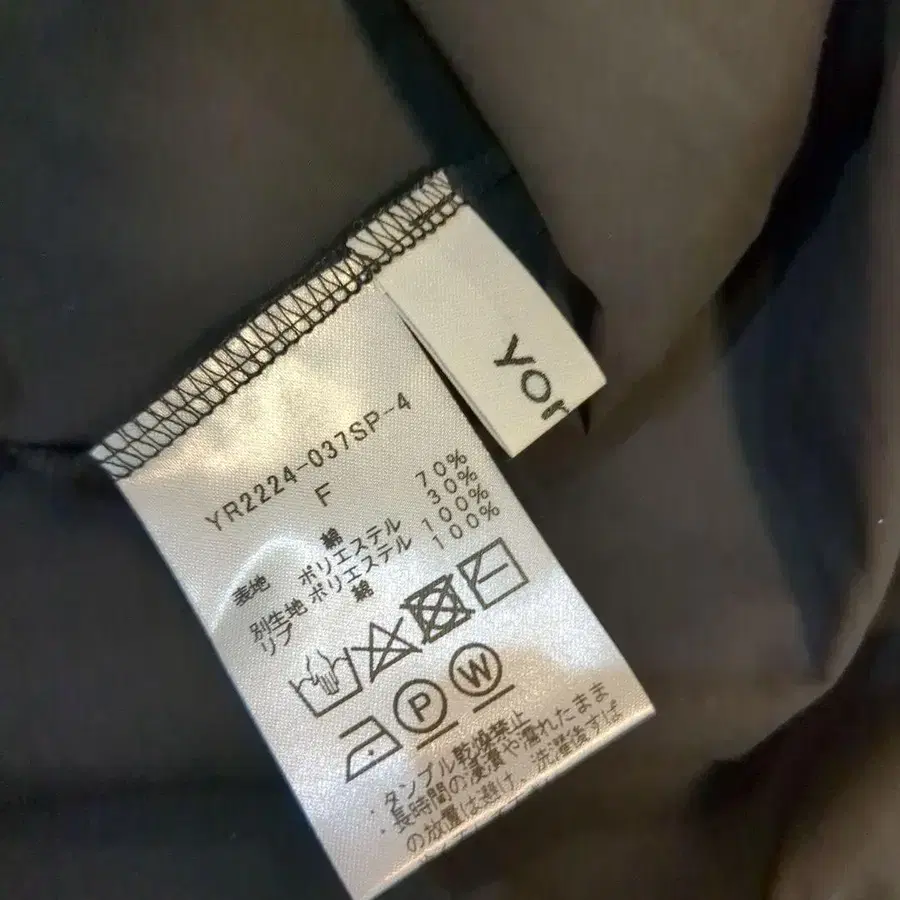 yor
YR2224-037SP-4
F
表地 綿 70%
ポリエステル 30%
別生地 ポリエステル 100%
リブ 綿 100%
P W
・タンブル乾燥禁止
・長時間の浸漬や濡れたまま
の放置は避け、洗濯後すぐ